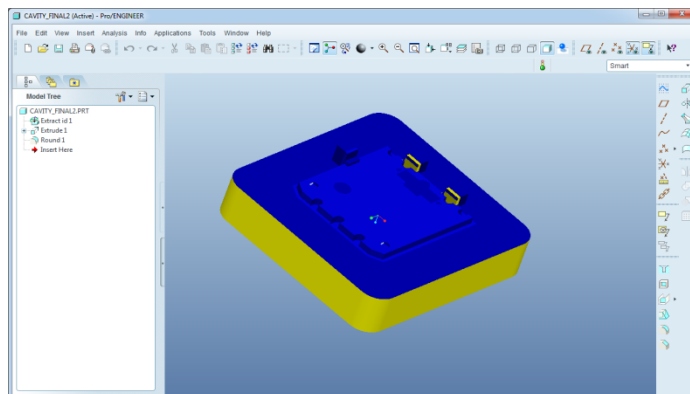 CAVITY_FINAL2 (Active) - Pro/ENGINEER
File Edit View Insert Analysis Info Applications Tools Window Help
Smart
Model Tree
CAVITY_FINAL2.PRT
Extract id 1
Extrude 1
Round 1
Insert Here